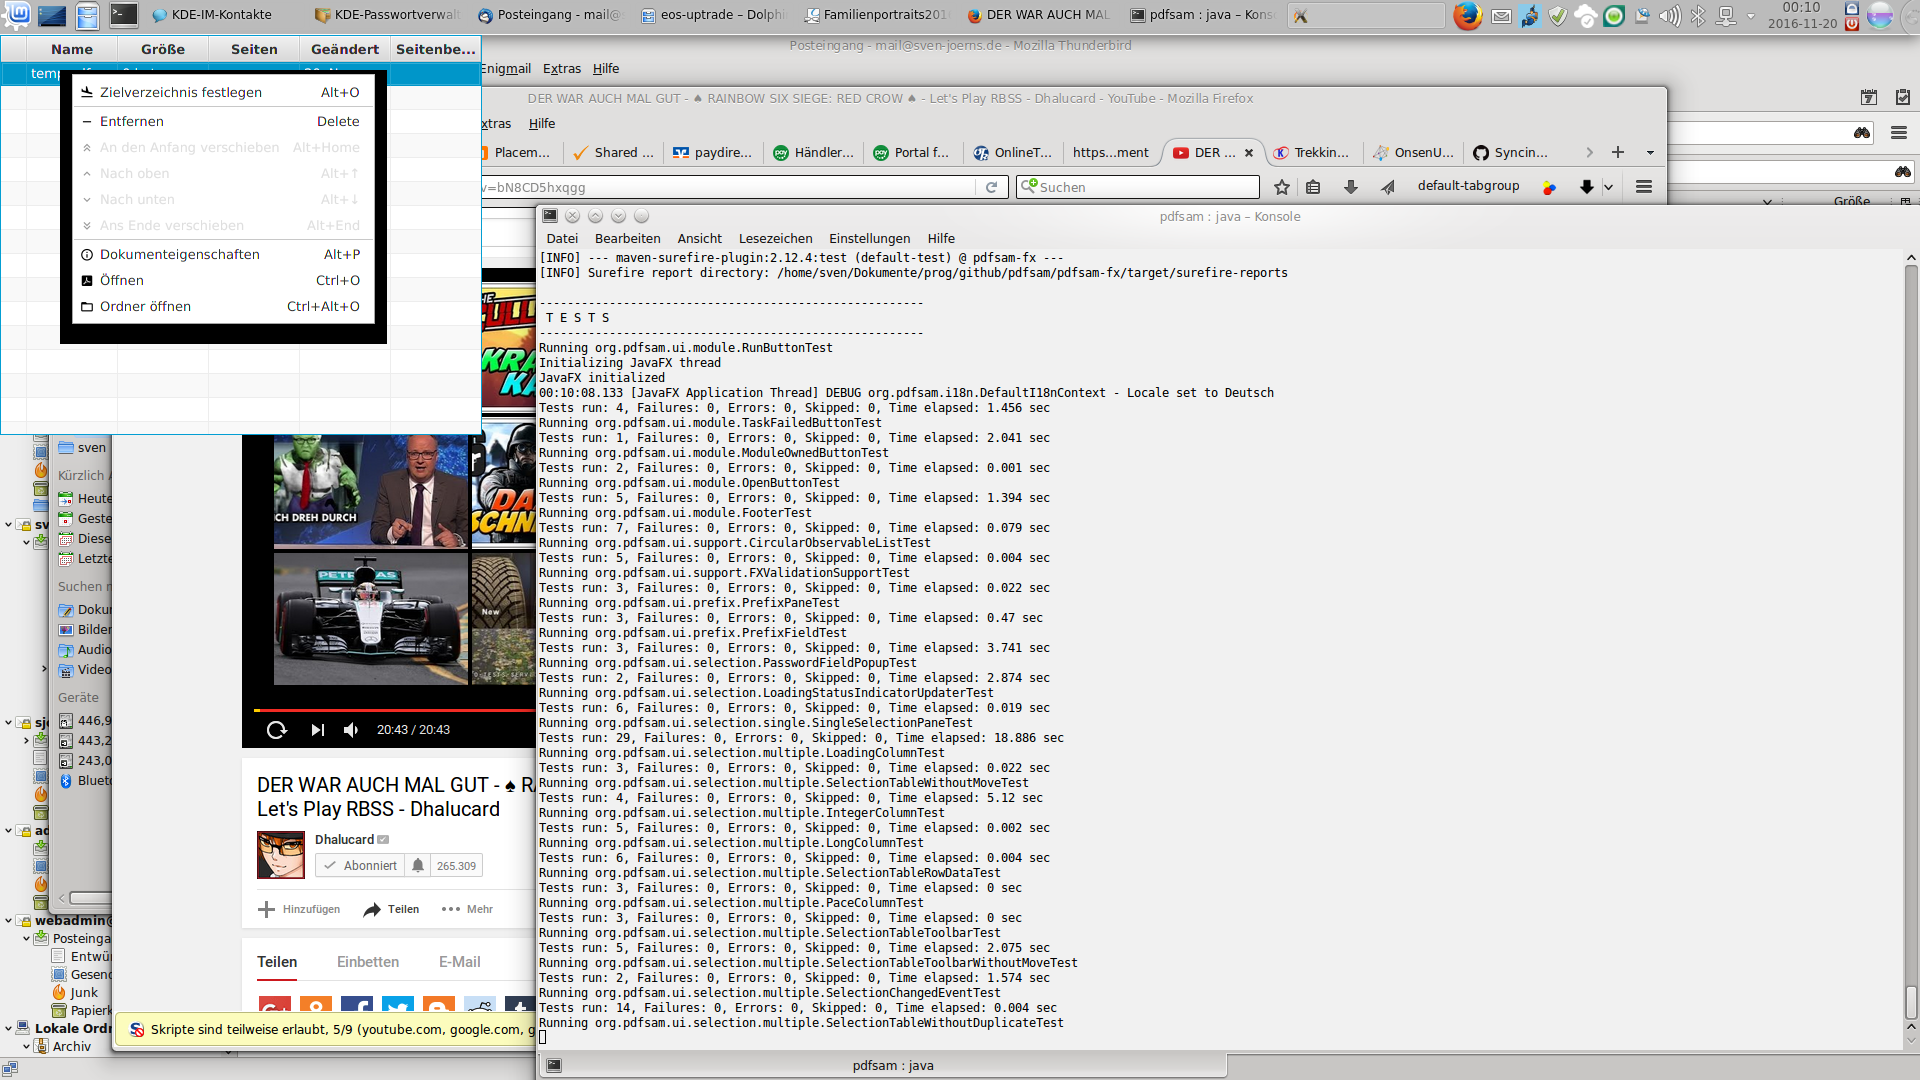 KDE-IM-Kontakte
KDE-Passwortverwalt
Posteingang - mail@s
eos-uptrade – Dolph
Familienportraits201
DER WAR AUCH MAL
pdfsam : java – Kons
00:10
2016-11-20
Name Größe Seiten Geändert Seitenbe...
temp
Zielverzeichnis festlegen Alt+O
Entfernen Delete
An den Anfang verschieben Alt+Home
Nach oben Alt+↑
Nach unten Alt+↓
Ans Ende verschieben Alt+End
Dokumenteigenschaften Alt+P
Öffnen Ctrl+O
Ordner öffnen Ctrl+Alt+O
Posteingang - mail@sven-joerns.de - Mozilla Thunderbird
Enigmail Extras Hilfe
DER WAR AUCH MAL GUT - ♠ RAINBOW SIX SIEGE: RED CROW ♠ - Let's Play RBSS - Dhalucard - YouTube - Mozilla Firefox
xtras Hilfe
Placem... Shared ... paydire... Händler... Portal f... OnlineT... https...ment DER ... Trekkin... OnsenU... Syncin...
v=bN8CD5hxqgg
Suchen
default-tabgroup
Größe
pdfsam : java – Konsole
Datei Bearbeiten Ansicht Lesezeichen Einstellungen Hilfe
[INFO] --- maven-surefire-plugin:2.12.4:test (default-test) @ pdfsam-fx ---
[INFO] Surefire report directory: /home/sven/Dokumente/prog/github/pdfsam/pdfsam-fx/target/surefire-reports
-------------------------------------------------------
T E S T S
-------------------------------------------------------
Running org.pdfsam.ui.module.RunButtonTest
Initializing JavaFX thread
JavaFX initialized
00:10:08.133 [JavaFX Application Thread] DEBUG org.pdfsam.i18n.DefaultI18nContext - Locale set to Deutsch
Tests run: 4, Failures: 0, Errors: 0, Skipped: 0, Time elapsed: 1.456 sec
Running org.pdfsam.ui.module.TaskFailedButtonTest
Tests run: 1, Failures: 0, Errors: 0, Skipped: 0, Time elapsed: 2.041 sec
Running org.pdfsam.ui.module.ModuleOwnedButtonTest
Tests run: 2, Failures: 0, Errors: 0, Skipped: 0, Time elapsed: 0.001 sec
Running org.pdfsam.ui.module.OpenButtonTest
Tests run: 5, Failures: 0, Errors: 0, Skipped: 0, Time elapsed: 1.394 sec
Running org.pdfsam.ui.module.FooterTest
Tests run: 7, Failures: 0, Errors: 0, Skipped: 0, Time elapsed: 0.079 sec
Running org.pdfsam.ui.support.CircularObservableListTest
Tests run: 5, Failures: 0, Errors: 0, Skipped: 0, Time elapsed: 0.004 sec
Running org.pdfsam.ui.support.FXValidationSupportTest
Tests run: 3, Failures: 0, Errors: 0, Skipped: 0, Time elapsed: 0.022 sec
Running org.pdfsam.ui.prefix.PrefixPaneTest
Tests run: 3, Failures: 0, Errors: 0, Skipped: 0, Time elapsed: 0.47 sec
Running org.pdfsam.ui.prefix.PrefixFieldTest
Tests run: 3, Failures: 0, Errors: 0, Skipped: 0, Time elapsed: 3.741 sec
Running org.pdfsam.ui.selection.PasswordFieldPopupTest
Tests run: 2, Failures: 0, Errors: 0, Skipped: 0, Time elapsed: 2.874 sec
Running org.pdfsam.ui.selection.LoadingStatusIndicatorUpdaterTest
Tests run: 6, Failures: 0, Errors: 0, Skipped: 0, Time elapsed: 0.019 sec
Running org.pdfsam.ui.selection.single.SingleSelectionPaneTest
Tests run: 29, Failures: 0, Errors: 0, Skipped: 0, Time elapsed: 18.886 sec
Running org.pdfsam.ui.selection.multiple.LoadingColumnTest
Tests run: 3, Failures: 0, Errors: 0, Skipped: 0, Time elapsed: 0.022 sec
Running org.pdfsam.ui.selection.multiple.SelectionTableWithoutMoveTest
Tests run: 4, Failures: 0, Errors: 0, Skipped: 0, Time elapsed: 5.12 sec
Running org.pdfsam.ui.selection.multiple.IntegerColumnTest
Tests run: 5, Failures: 0, Errors: 0, Skipped: 0, Time elapsed: 0.002 sec
Running org.pdfsam.ui.selection.multiple.LongColumnTest
Tests run: 6, Failures: 0, Errors: 0, Skipped: 0, Time elapsed: 0.004 sec
Running org.pdfsam.ui.selection.multiple.SelectionTableRowDataTest
Tests run: 3, Failures: 0, Errors: 0, Skipped: 0, Time elapsed: 0 sec
Running org.pdfsam.ui.selection.multiple.PaceColumnTest
Tests run: 3, Failures: 0, Errors: 0, Skipped: 0, Time elapsed: 0 sec
Running org.pdfsam.ui.selection.multiple.SelectionTableToolbarTest
Tests run: 5, Failures: 0, Errors: 0, Skipped: 0, Time elapsed: 2.075 sec
Running org.pdfsam.ui.selection.multiple.SelectionTableToolbarWithoutMoveTest
Tests run: 2, Failures: 0, Errors: 0, Skipped: 0, Time elapsed: 1.574 sec
Running org.pdfsam.ui.selection.multiple.SelectionChangedEventTest
Tests run: 14, Failures: 0, Errors: 0, Skipped: 0, Time elapsed: 0.004 sec
Running org.pdfsam.ui.selection.multiple.SelectionTableWithoutDuplicateTest
pdfsam : java
sven
Kürzlich A
Heute
Geste
Diese
Letzte
Suchen n
Dokur
Bilder
Audio
Video
Geräte
446,9
443,2
243,0
Blueto
sv
sj
ad
webadmin@
Posteinga
Entwü
Gesend
Junk
Papierk
Lokale Ordn
Archiv
CH DREH DURCH
PETRONAS
New
20:43 / 20:43
DER WAR AUCH MAL GUT - ♠ RA
Let's Play RBSS - Dhalucard
Dhalucard
Abonniert 265.309
Hinzufügen Teilen Mehr
Teilen Einbetten E-Mail
Skripte sind teilweise erlaubt, 5/9 (youtube.com, google.com, g